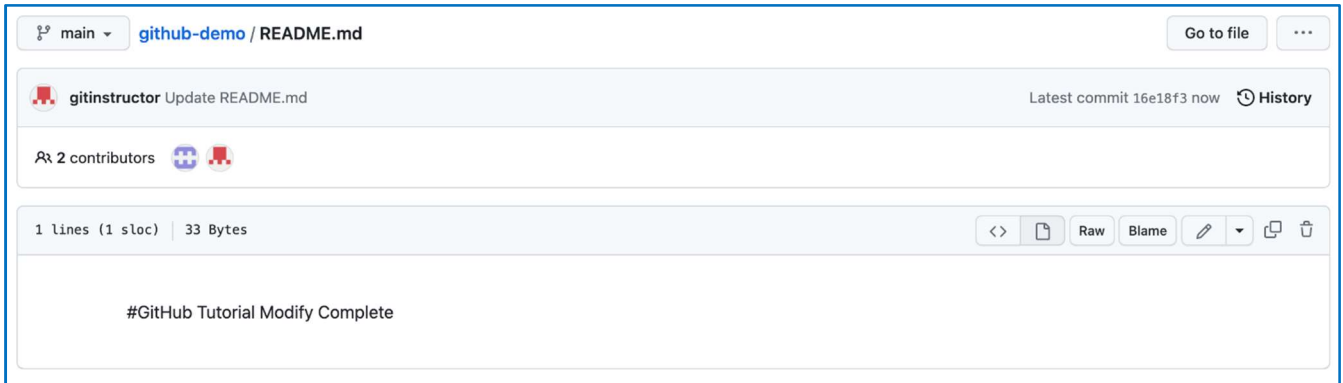 main github-demo / README.md Go to file ...
gitinstructor Update README.md Latest commit 16e18f3 now History
2 contributors
1 lines (1 sloc) 33 Bytes <> Raw Blame
#GitHub Tutorial Modify Complete